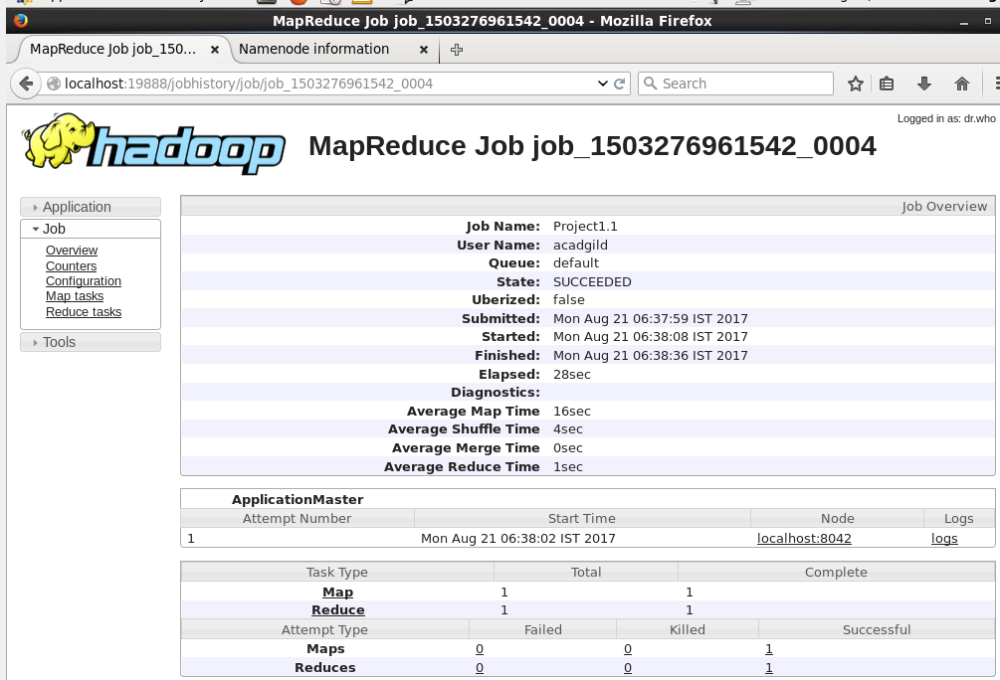 MapReduce Job job_1503276961542_0004 - Mozilla Firefox
MapReduce Job job_150... × Namenode information ×
localhost:19888/jobhistory/job/job_1503276961542_0004 Search
Logged in as: dr.who
hadoop
MapReduce Job job_1503276961542_0004
Application
Job
Overview
Counters
Configuration
Map tasks
Reduce tasks
Tools
Job Overview
Job Name: Project1.1
User Name: acadgild
Queue: default
State: SUCCEEDED
Uberized: false
Submitted: Mon Aug 21 06:37:59 IST 2017
Started: Mon Aug 21 06:38:08 IST 2017
Finished: Mon Aug 21 06:38:36 IST 2017
Elapsed: 28sec
Diagnostics:
Average Map Time 16sec
Average Shuffle Time 4sec
Average Merge Time 0sec
Average Reduce Time 1sec
ApplicationMaster
Attempt Number Start Time Node Logs
1 Mon Aug 21 06:38:02 IST 2017 localhost:8042 logs
Task Type Total Complete
Map 1 1
Reduce 1 1
Attempt Type Failed Killed Successful
Maps 0 0 1
Reduces 0 0 1